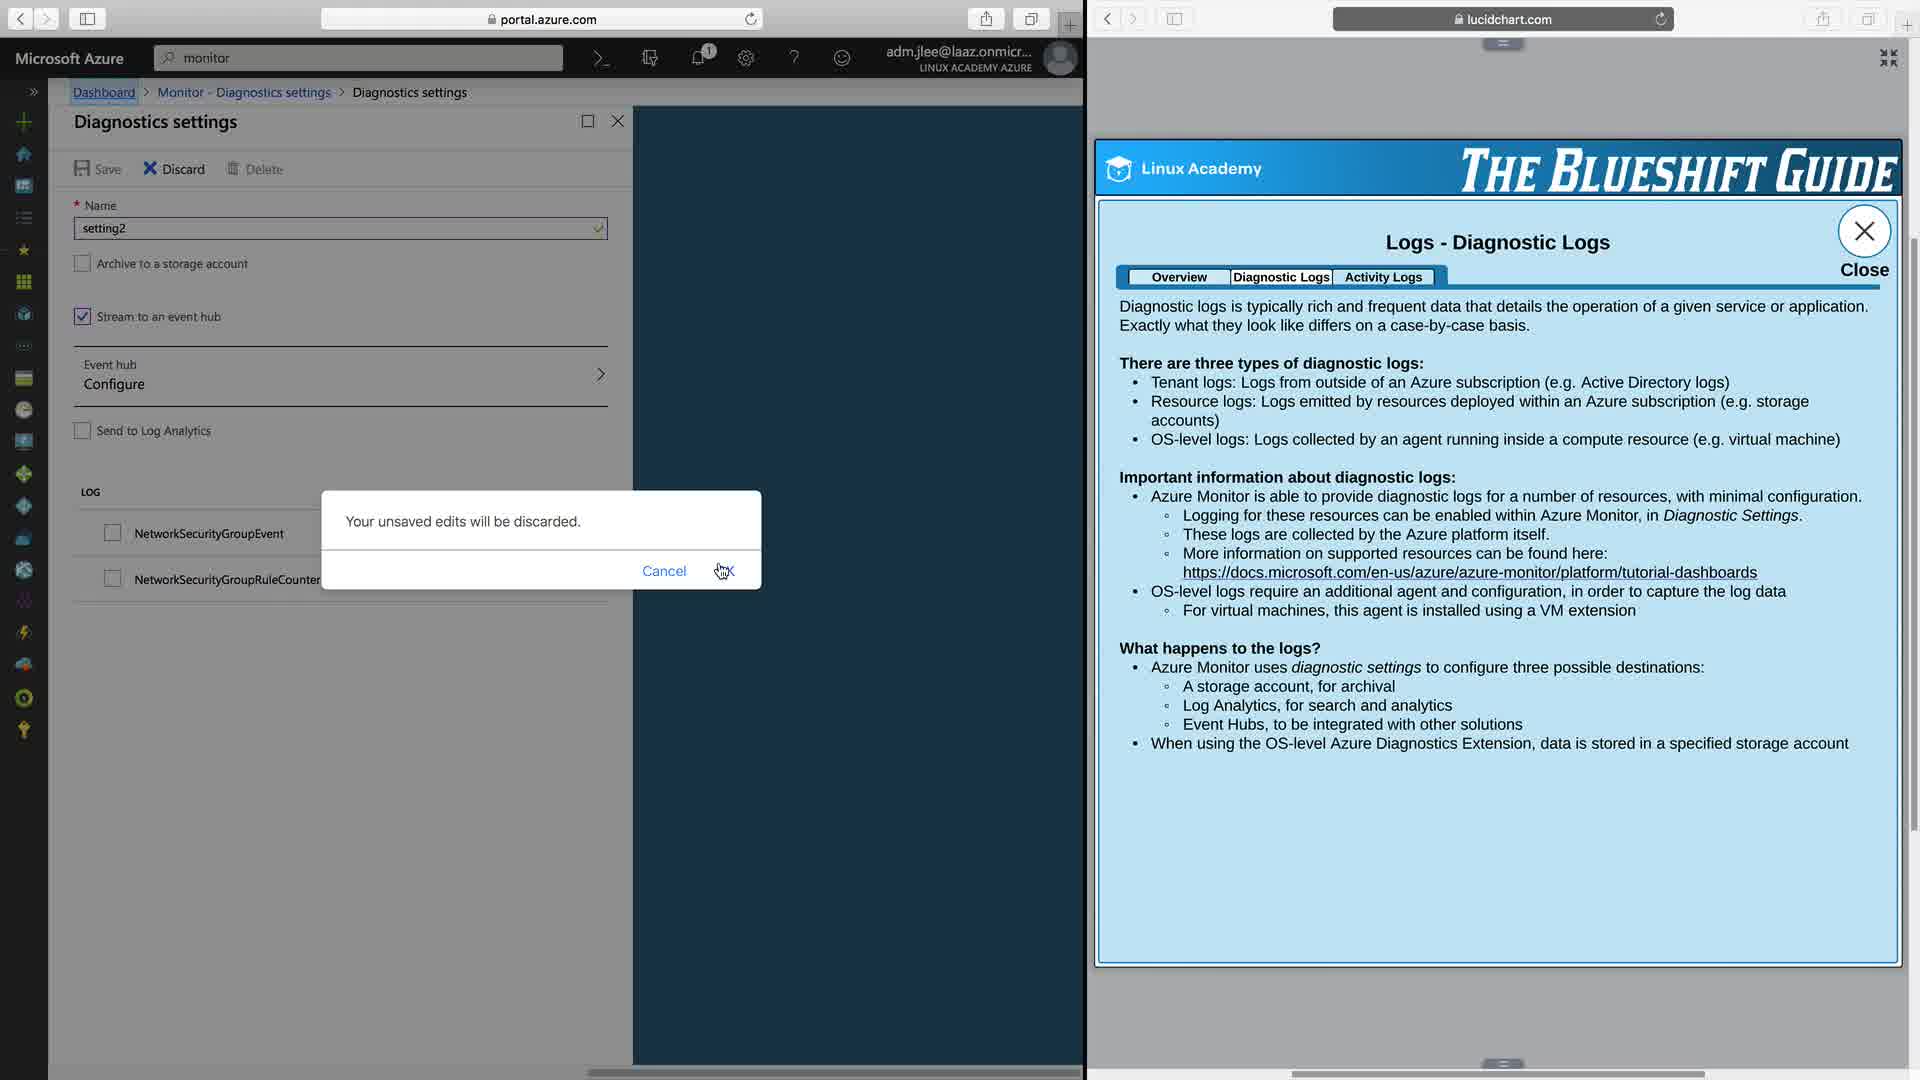 portal.azure.com
Microsoft Azure
monitor
1
adm.jlee@laaz.onmicr...
LINUX ACADEMY AZURE
Dashboard > Monitor - Diagnostics settings > Diagnostics settings
Diagnostics settings
Save
Discard
Delete
* Name
setting2
Archive to a storage account
Stream to an event hub
Event hub
Configure
Send to Log Analytics
LOG
NetworkSecurityGroupEvent
NetworkSecurityGroupRuleCounter
Your unsaved edits will be discarded.
Cancel
lucidchart.com
Linux Academy
THE BLUESHIFT GUIDE
Logs - Diagnostic Logs
Close
Overview
Diagnostic Logs
Activity Logs
Diagnostic logs is typically rich and frequent data that details the operation of a given service or application.
Exactly what they look like differs on a case-by-case basis.
There are three types of diagnostic logs:
• Tenant logs: Logs from outside of an Azure subscription (e.g. Active Directory logs)
• Resource logs: Logs emitted by resources deployed within an Azure subscription (e.g. storage
accounts)
• OS-level logs: Logs collected by an agent running inside a compute resource (e.g. virtual machine)
Important information about diagnostic logs:
• Azure Monitor is able to provide diagnostic logs for a number of resources, with minimal configuration.
◦ Logging for these resources can be enabled within Azure Monitor, in Diagnostic Settings.
◦ These logs are collected by the Azure platform itself.
◦ More information on supported resources can be found here:
https://docs.microsoft.com/en-us/azure/azure-monitor/platform/tutorial-dashboards
• OS-level logs require an additional agent and configuration, in order to capture the log data
◦ For virtual machines, this agent is installed using a VM extension
What happens to the logs?
• Azure Monitor uses diagnostic settings to configure three possible destinations:
◦ A storage account, for archival
◦ Log Analytics, for search and analytics
◦ Event Hubs, to be integrated with other solutions
• When using the OS-level Azure Diagnostics Extension, data is stored in a specified storage account